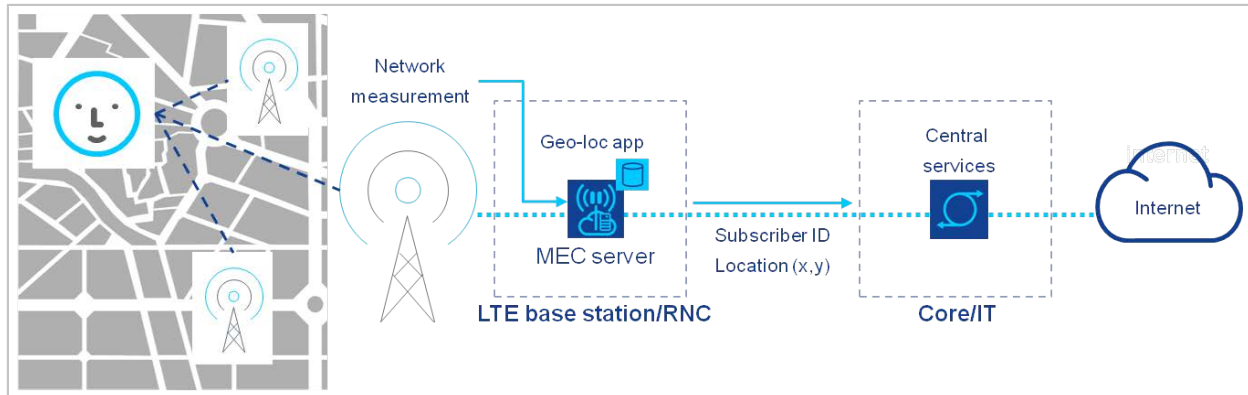 Network
measurement
Geo-loc app
MEC server
LTE base station/RNC
Subscriber ID
Location (x,y)
Central
services
Core/IT
internet
Internet